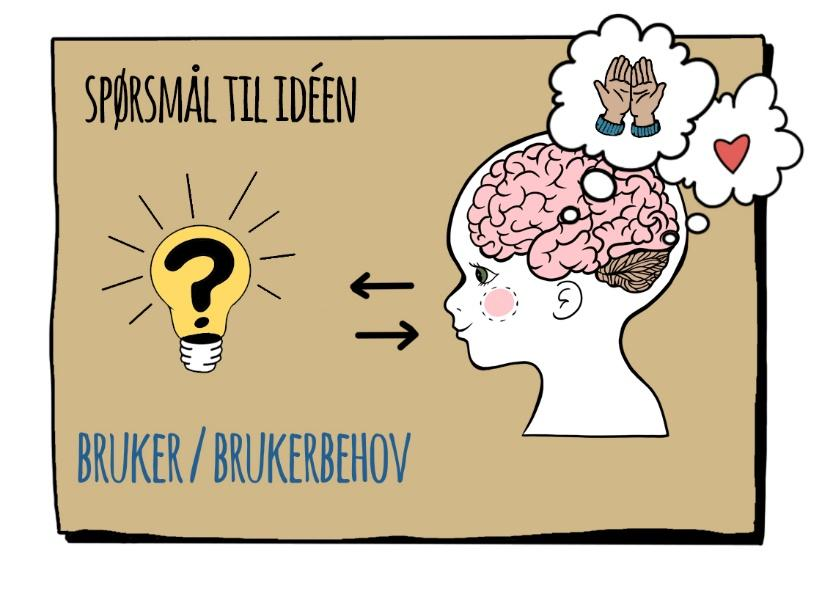 SPØRSMÅL TIL IDÉEN
?
BRUKER / BRUKERBEHOV